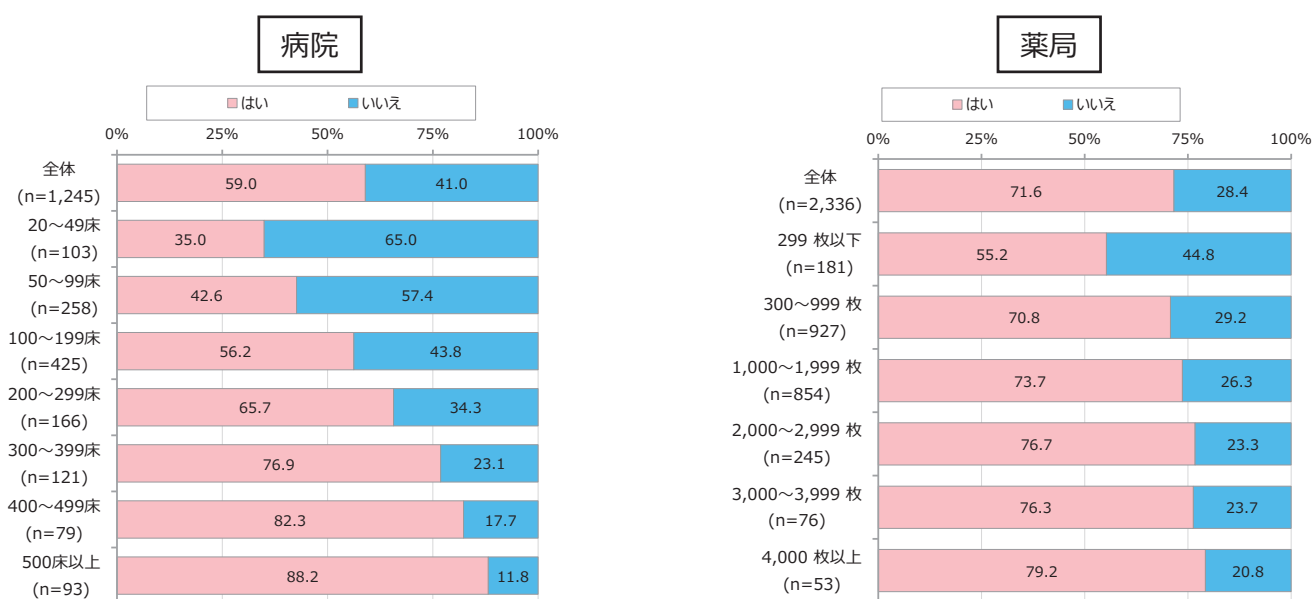 病院
はい いいえ
0% 25% 50% 75% 100%
全体
(n=1,245)
59.0 41.0
20～49床
(n=103)
35.0 65.0
50～99床
(n=258)
42.6 57.4
100～199床
(n=425)
56.2 43.8
200～299床
(n=166)
65.7 34.3
300～399床
(n=121)
76.9 23.1
400～499床
(n=79)
82.3 17.7
500床以上
(n=93)
88.2 11.8
薬局
はい いいえ
0% 25% 50% 75% 100%
全体
(n=2,336)
71.6 28.4
299 枚以下
(n=181)
55.2 44.8
300～999 枚
(n=927)
70.8 29.2
1,000～1,999 枚
(n=854)
73.7 26.3
2,000～2,999 枚
(n=245)
76.7 23.3
3,000～3,999 枚
(n=76)
76.3 23.7
4,000 枚以上
(n=53)
79.2 20.8